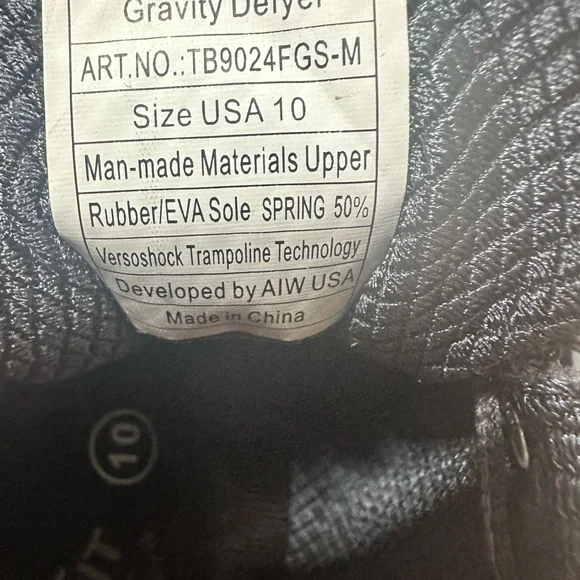 Gravity Defyer
ART.NO.:TB9024FGS-M
Size USA 10
Man-made Materials Upper
Rubber/EVA Sole SPRING 50%
Versoshock Trampoline Technology
Developed by AIW USA
Made in China
10
IT